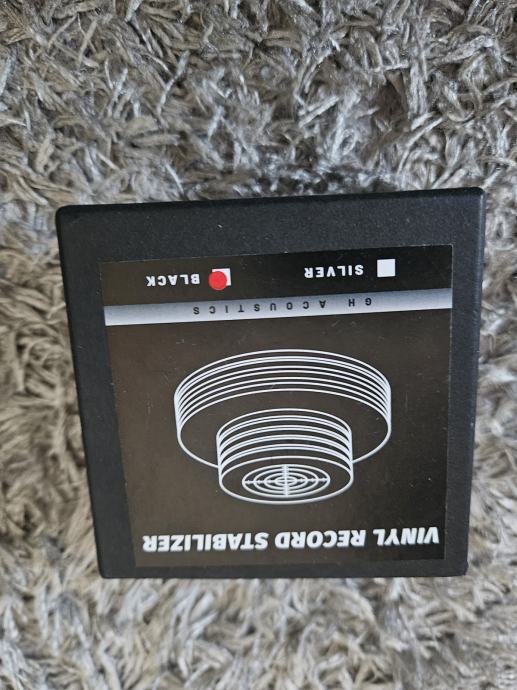 VINYL RECORD STABILIZER
GH ACOUSTICS
SILVER BLACK